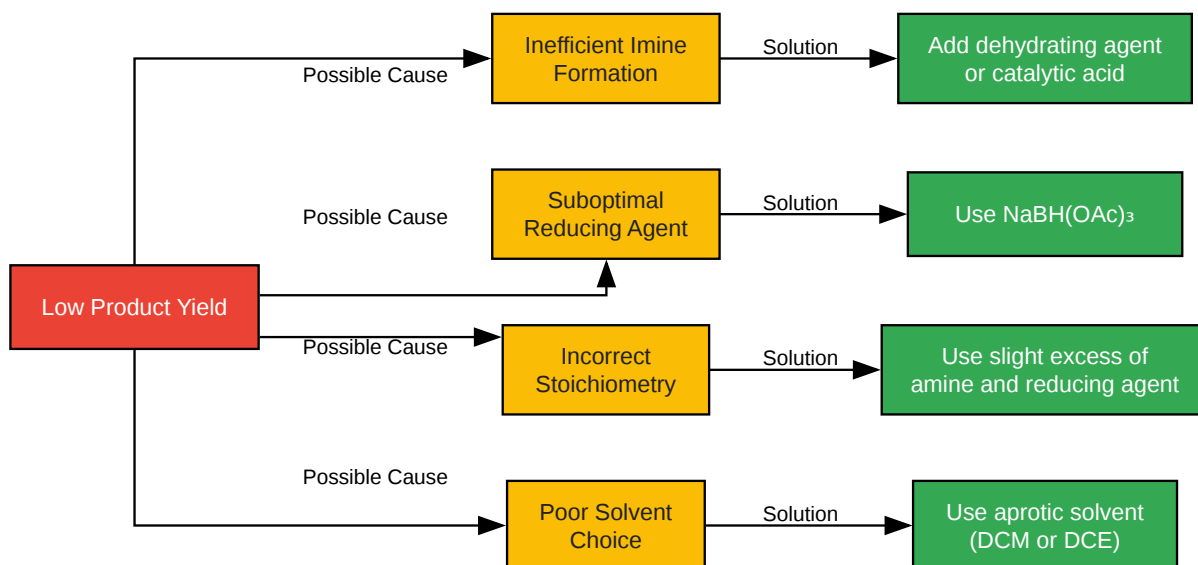 Inefficient Imine
Formation
Solution
Add dehydrating agent
or catalytic acid
Possible Cause
Suboptimal
Reducing Agent
Solution
Use NaBH(OAc)₃
Possible Cause
Low Product Yield
Possible Cause
Incorrect
Stoichiometry
Solution
Use slight excess of
amine and reducing agent
Possible Cause
Poor Solvent
Choice
Solution
Use aprotic solvent
(DCM or DCE)